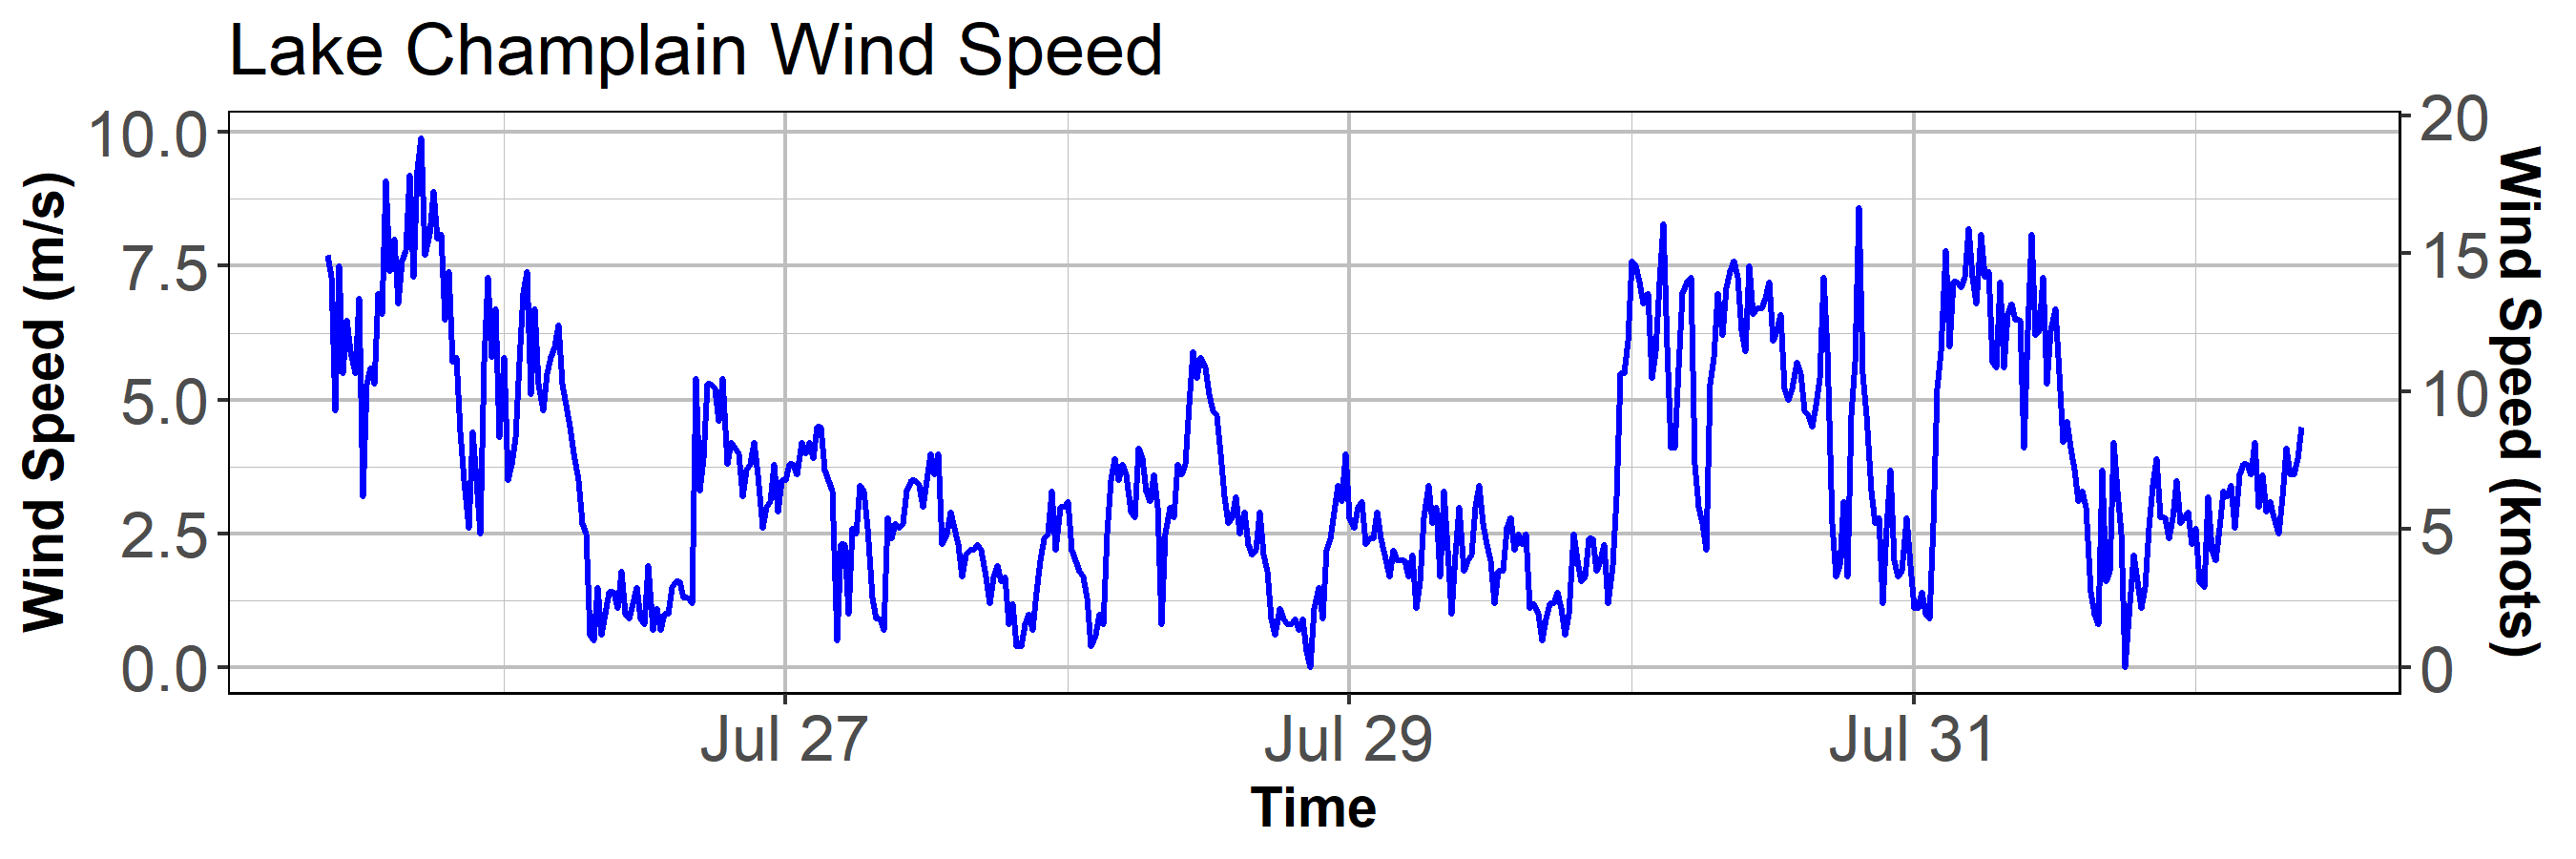 Lake Champlain Wind Speed
Wind Speed (m/s)
10.0
7.5
5.0
2.5
0.0
20
15
10
5
0
Wind Speed (knots)
Jul 27
Jul 29
Jul 31
Time